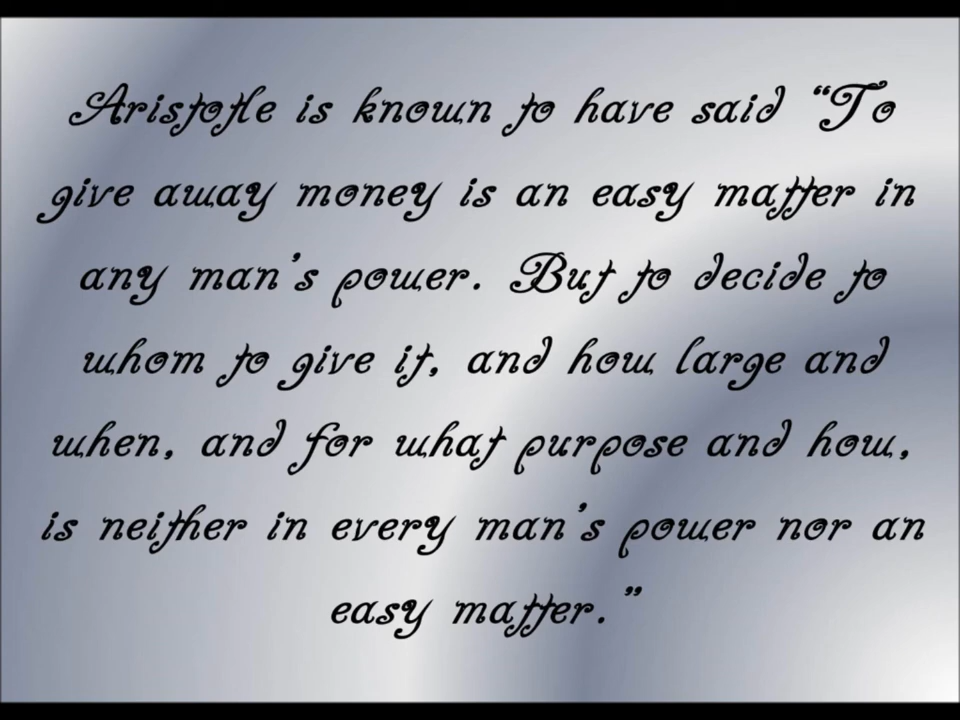 Aristotle is known to have said “To
give away money is an easy matter in
any man’s power. But to decide to
whom to give it, and how large and
when, and for what purpose and how,
is neither in every man’s power nor an
easy matter.”